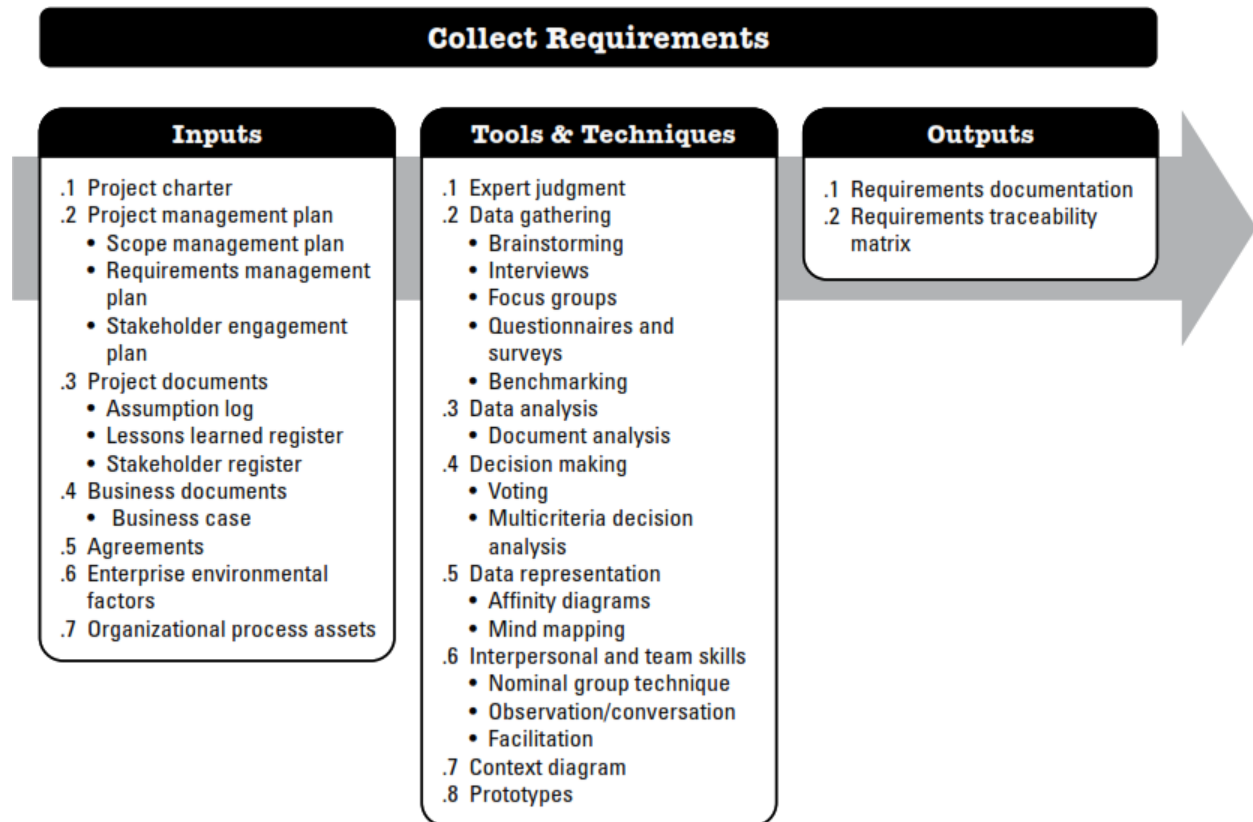 Collect Requirements
Inputs
.1 Project charter
.2 Project management plan
• Scope management plan
• Requirements management
plan
• Stakeholder engagement
plan
.3 Project documents
• Assumption log
• Lessons learned register
• Stakeholder register
.4 Business documents
• Business case
.5 Agreements
.6 Enterprise environmental
factors
.7 Organizational process assets
Tools & Techniques
.1 Expert judgment
.2 Data gathering
• Brainstorming
• Interviews
• Focus groups
• Questionnaires and
surveys
• Benchmarking
.3 Data analysis
• Document analysis
.4 Decision making
• Voting
• Multicriteria decision
analysis
.5 Data representation
• Affinity diagrams
• Mind mapping
.6 Interpersonal and team skills
• Nominal group technique
• Observation/conversation
• Facilitation
.7 Context diagram
.8 Prototypes
Outputs
.1 Requirements documentation
.2 Requirements traceability
matrix